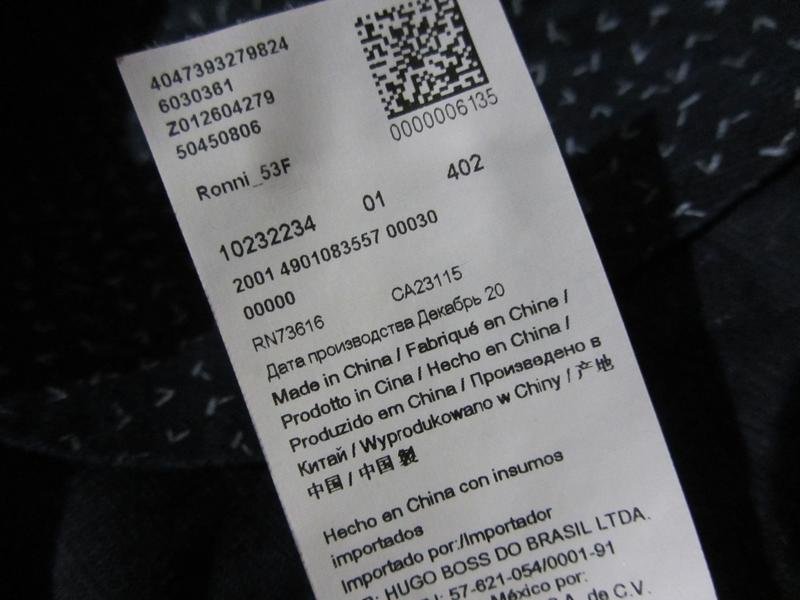 4047393279824
6030361
Z012604279
50450806
0000006135
Ronni_53F
10232234 01 402
2001 4901083557 00030
00000
RN73616 CA23115
Дата производства Декабрь 20
Made in China / Fabriqué en Chine /
Prodotto in Cina / Hecho en China /
Produzido em China / Произведено в
Китай / Wyprodukowano w Chiny / 产地
中国 / 中国 製
Hecho en China con insumos
importados
Importado por:/Importador
HUGO BOSS DO BRASIL LTDA.
57-621-054/0001-91
México por:
de C.V.